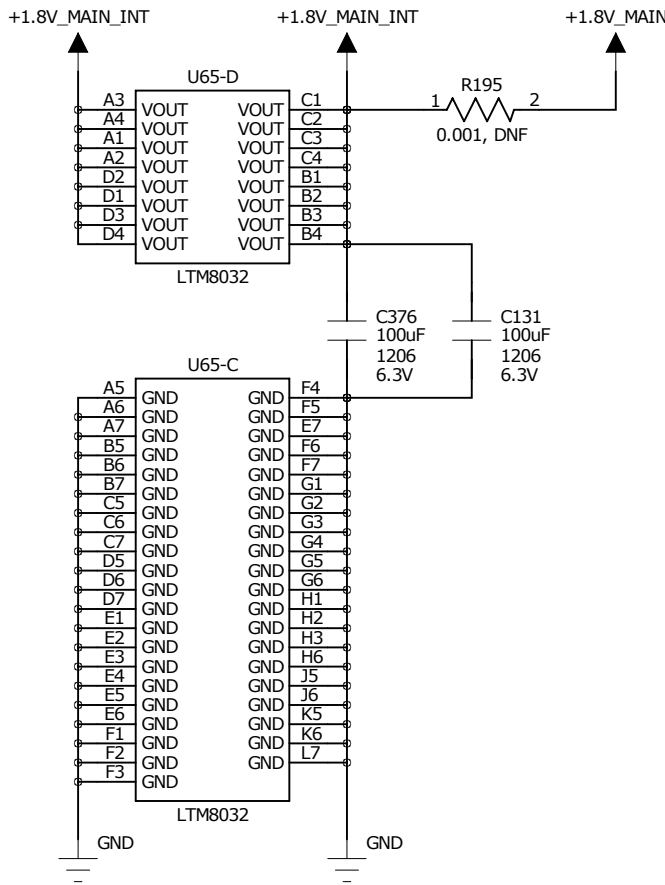 +1.8V_MAIN_INT +1.8V_MAIN_INT +1.8V_MAIN
U65-D R195
A3 VOUT VOUT C1 1 2
A4 VOUT VOUT C2 0.001, DNF
A1 VOUT VOUT C3
A2 VOUT VOUT C4
D2 VOUT VOUT B1
D1 VOUT VOUT B2
D3 VOUT VOUT B3
D4 VOUT VOUT B4
LTM8032
C376 C131
100uF 100uF
1206 1206
6.3V 6.3V
U65-C
A5 GND GND F4
A6 GND GND F5
A7 GND GND E7
B5 GND GND F6
B6 GND GND F7
B7 GND GND G1
C5 GND GND G2
C6 GND GND G3
C7 GND GND G4
D5 GND GND G5
D6 GND GND G6
D7 GND GND H1
E1 GND GND H2
E2 GND GND H3
E3 GND GND H6
E4 GND GND J5
E5 GND GND J6
E6 GND GND K5
F1 GND GND K6
F2 GND GND L7
F3 GND
LTM8032
GND GND